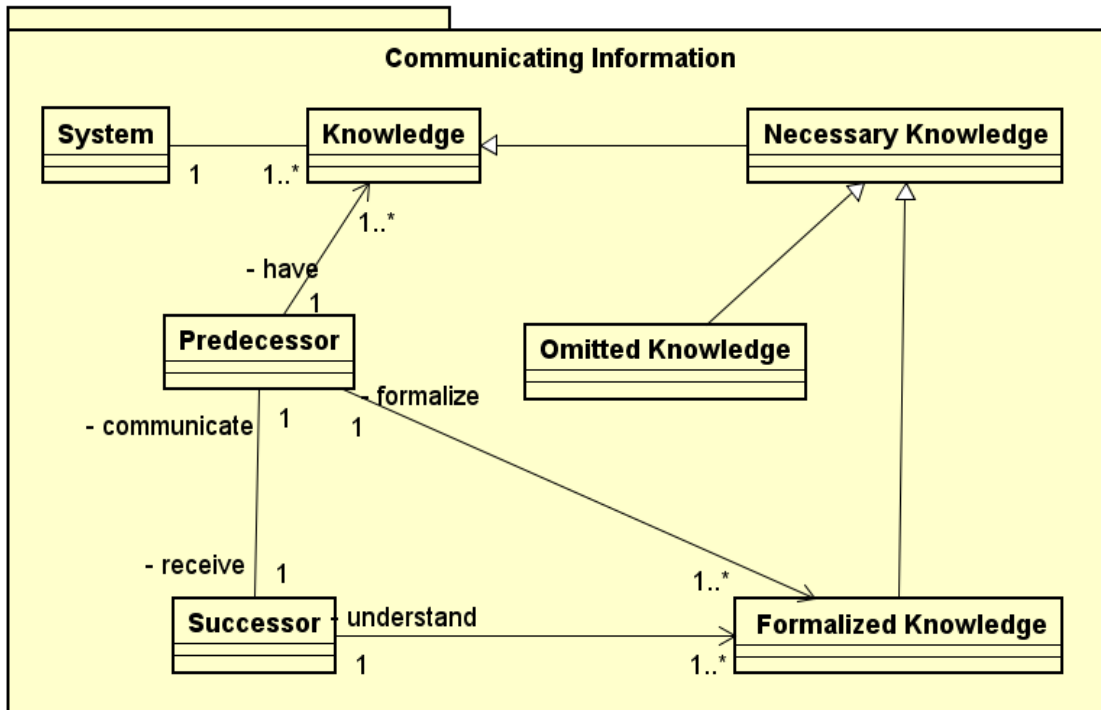 Communicating Information
System
Knowledge
Necessary Knowledge
1
1..*
1..*
- have
1
Predecessor
Omitted Knowledge
- formalize
- communicate
1
1
- receive
1
1..*
Successor
- understand
Formalized Knowledge
1
1..*